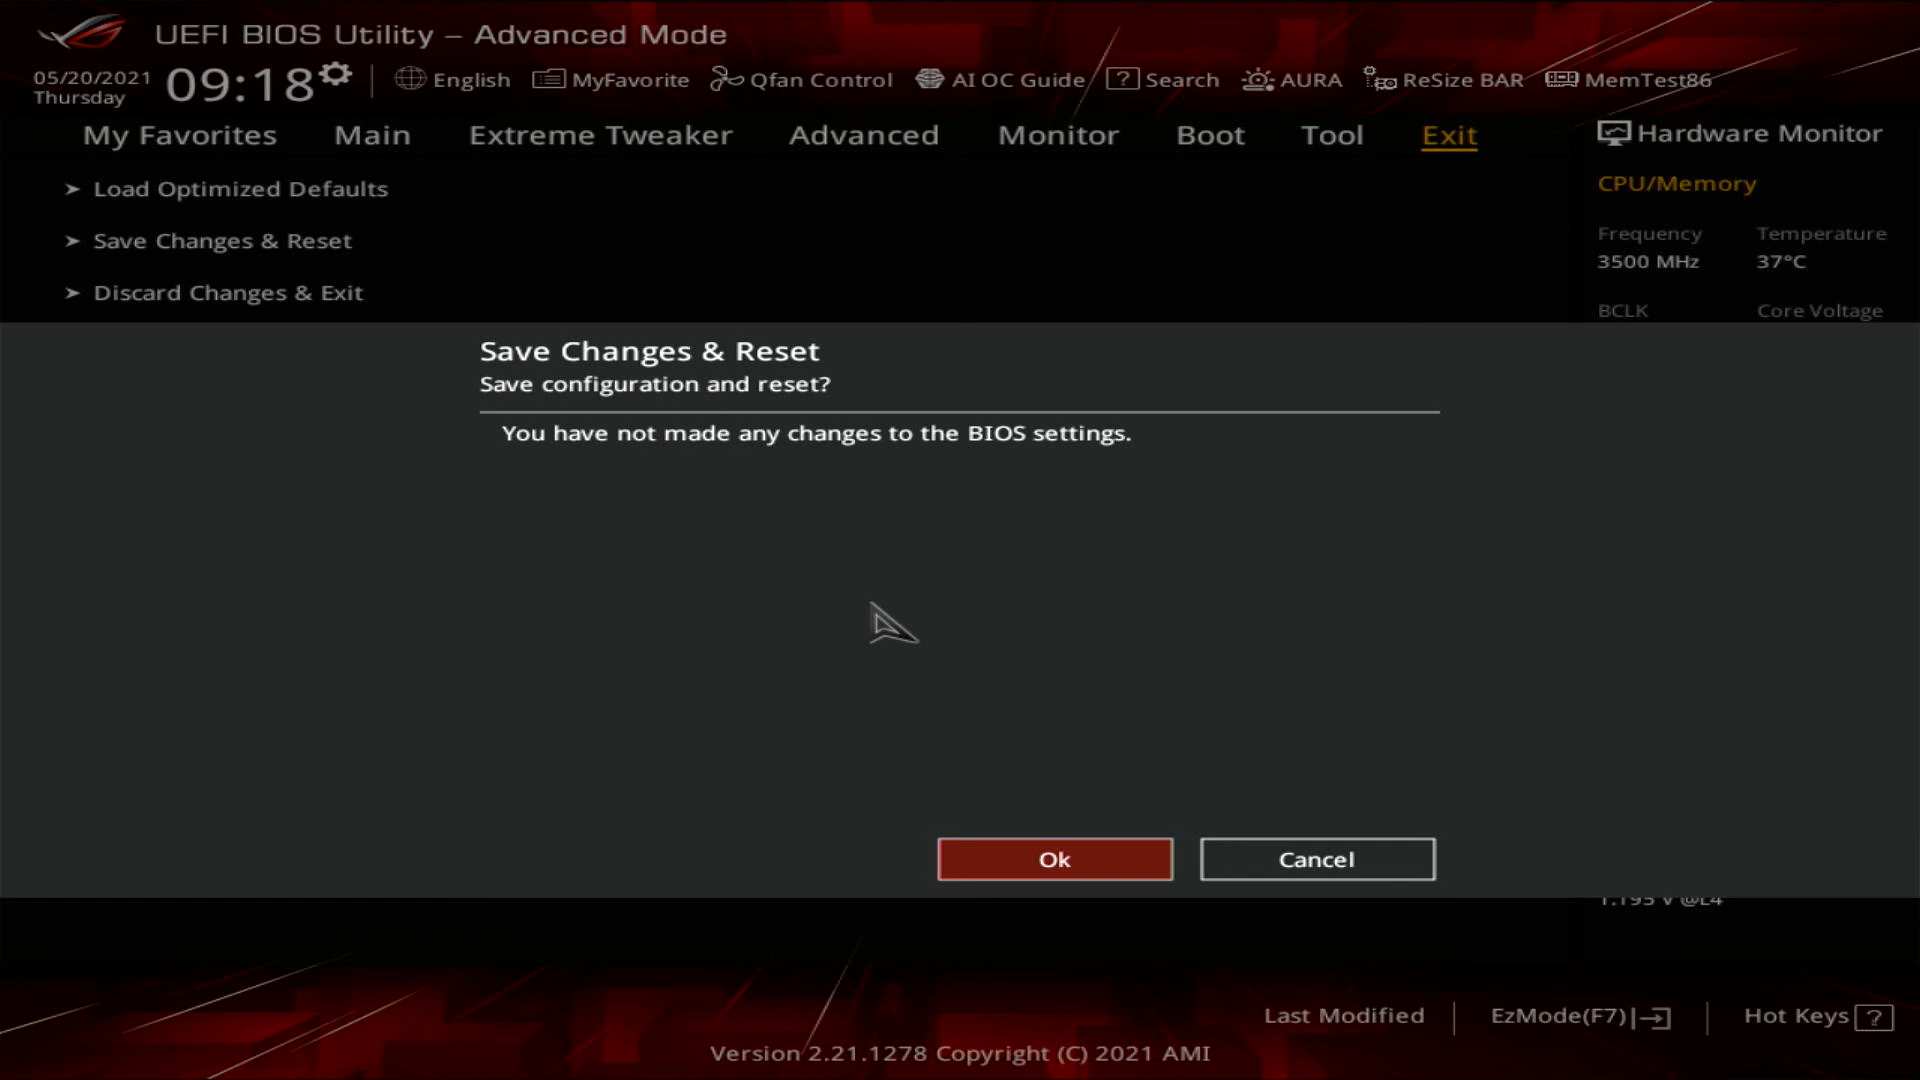 UEFI BIOS Utility – Advanced Mode
05/20/2021
Thursday
09:18
English
MyFavorite
Qfan Control
AI OC Guide
? Search
AURA
ReSize BAR
MemTest86
My Favorites
Main
Extreme Tweaker
Advanced
Monitor
Boot
Tool
Exit
Hardware Monitor
Load Optimized Defaults
Save Changes & Reset
Discard Changes & Exit
CPU/Memory
Frequency
Temperature
3500 MHz
37°C
BCLK
Core Voltage
Save Changes & Reset
Save configuration and reset?
You have not made any changes to the BIOS settings.
Ok
Cancel
1.195 V @L4
Last Modified
EzMode(F7)
Hot Keys ?
Version 2.21.1278 Copyright (C) 2021 AMI